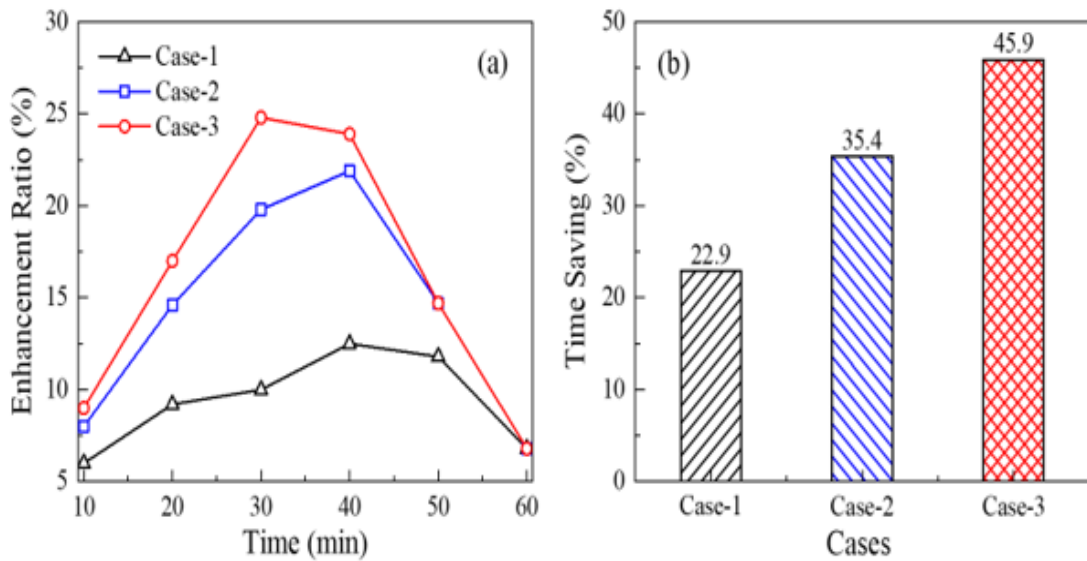 30
25
20
15
10
5
Enhancement Ratio (%)
Case-1
Case-2
Case-3
(a)
10 20 30 40 50 60
Time (min)
50
40
30
20
10
0
Time Saving (%)
(b)
22.9
35.4
45.9
Case-1 Case-2 Case-3
Cases